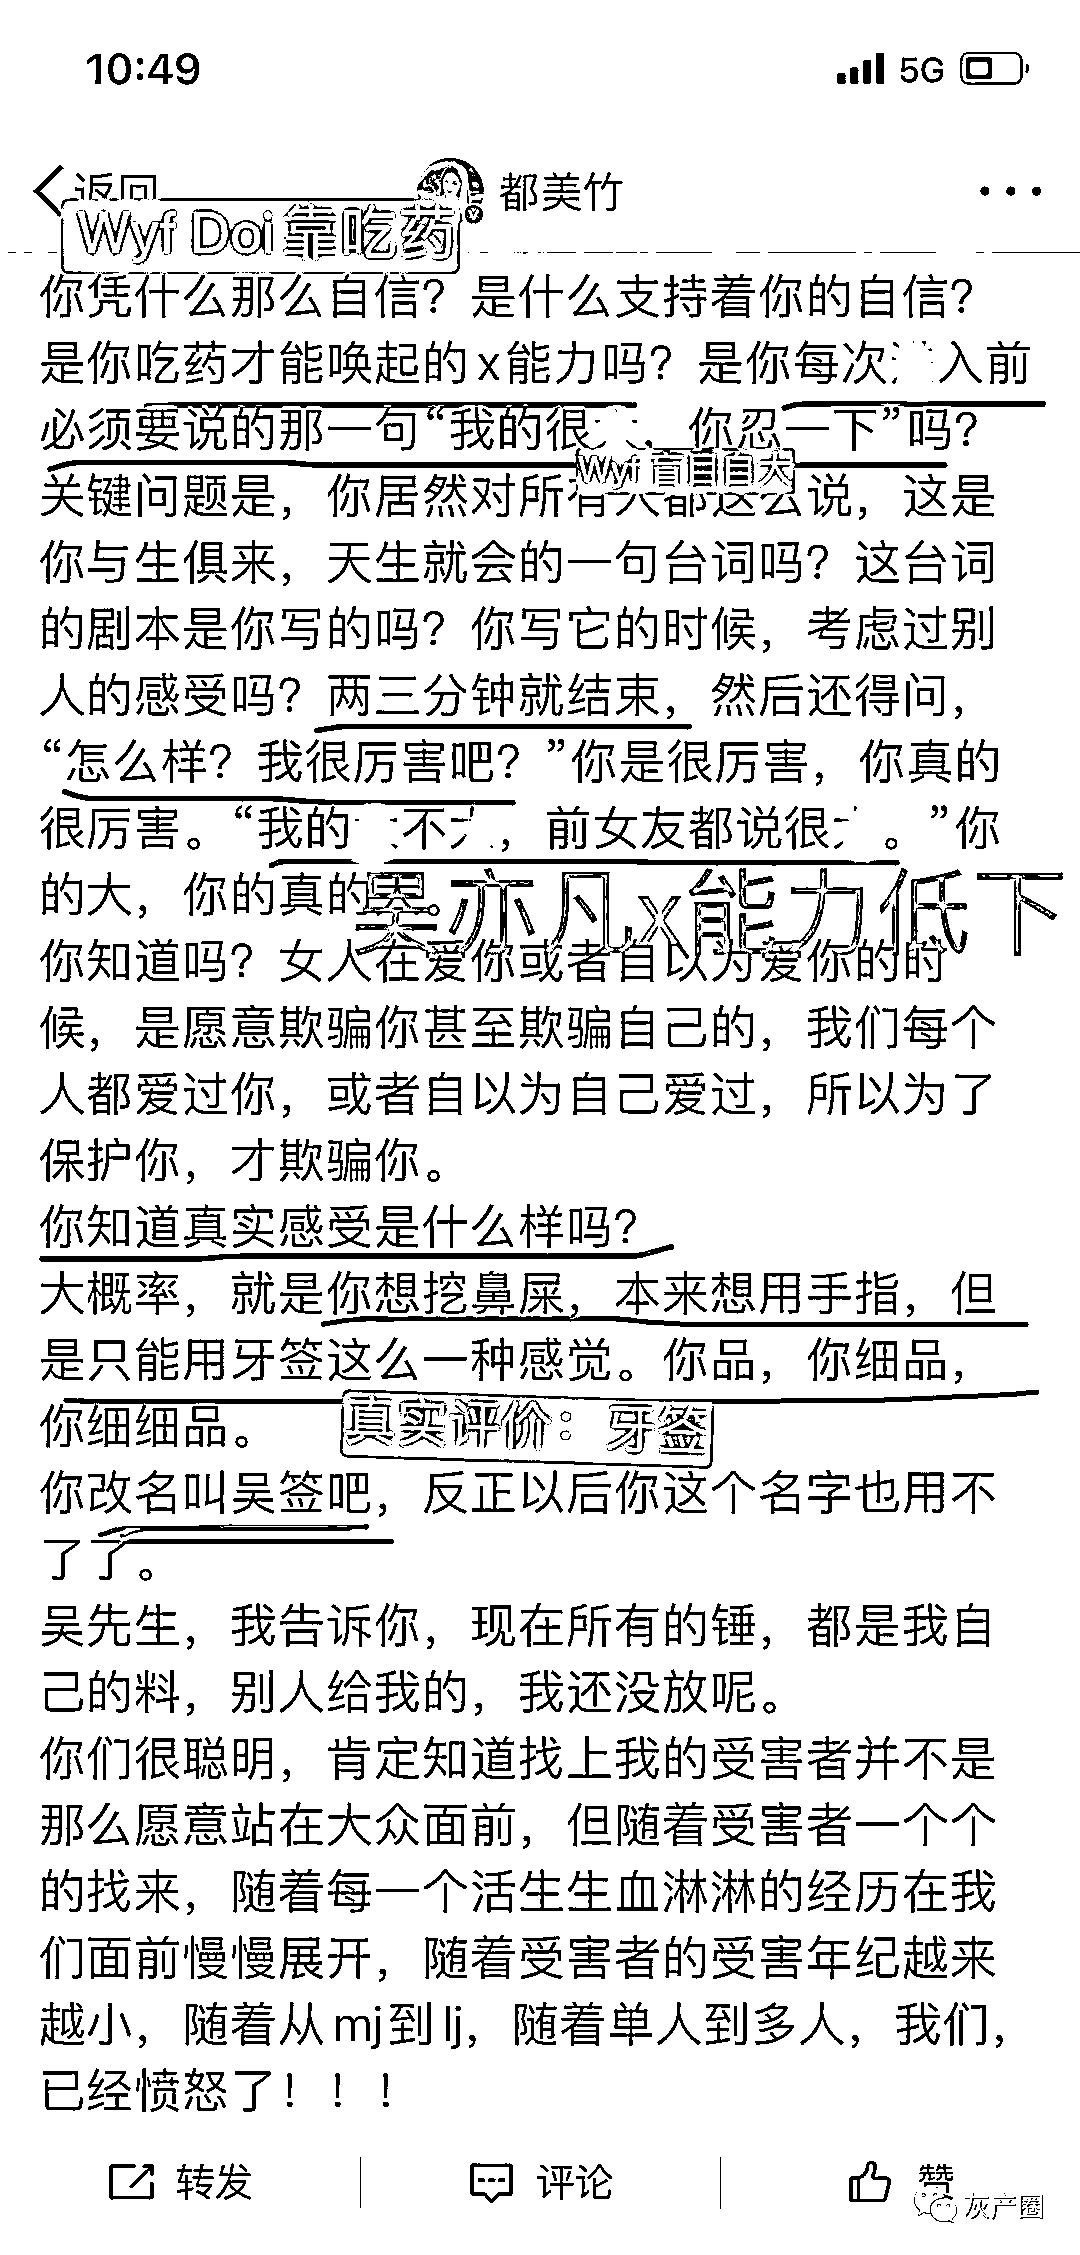 10:49 5G
返回 都美竹
Wyf Doi靠吃药
你凭什么那么自信？是什么支持着你的自信？
是你吃药才能唤起的x能力吗？是你每次 入前
必须要说的那一句“我的很 ，你忍一下”吗？
Wyf盲目自大
关键问题是，你居然对所有人都这么说，这是
你与生俱来，天生就会的一句台词吗？这台词
的剧本是你写的吗？你写它的时候，考虑过别
人的感受吗？两三分钟就结束，然后还得问，
“怎么样？我很厉害吧？”你是很厉害，你真的
很厉害。“我的 不 ，前女友都说很 。”你
的大，你的真的 。
吴亦凡x能力低下
你知道吗？女人在爱你或者自以为爱你的时
候，是愿意欺骗你甚至欺骗自己的，我们每个
人都爱过你，或者自以为自己爱过，所以为了
保护你，才欺骗你。
你知道真实感受是什么样吗？
大概率，就是你想挖鼻屎，本来想用手指，但
是只能用牙签这么一种感觉。你品，你细品，
你细细品。
真实评价：牙签
你改名叫吴签吧，反正以后你这个名字也用不
了了。
吴先生，我告诉你，现在所有的锤，都是我自
己的料，别人给我的，我还没放呢。
你们很聪明，肯定知道找上我的受害者并不是
那么愿意站在大众面前，但随着受害者一个个
的找来，随着每一个活生生血淋淋的经历在我
们面前慢慢展开，随着受害者的受害年纪越来
越小，随着从mj到lj，随着单人到多人，我们，
已经愤怒了！！！
转发 评论 赞
灰产圈